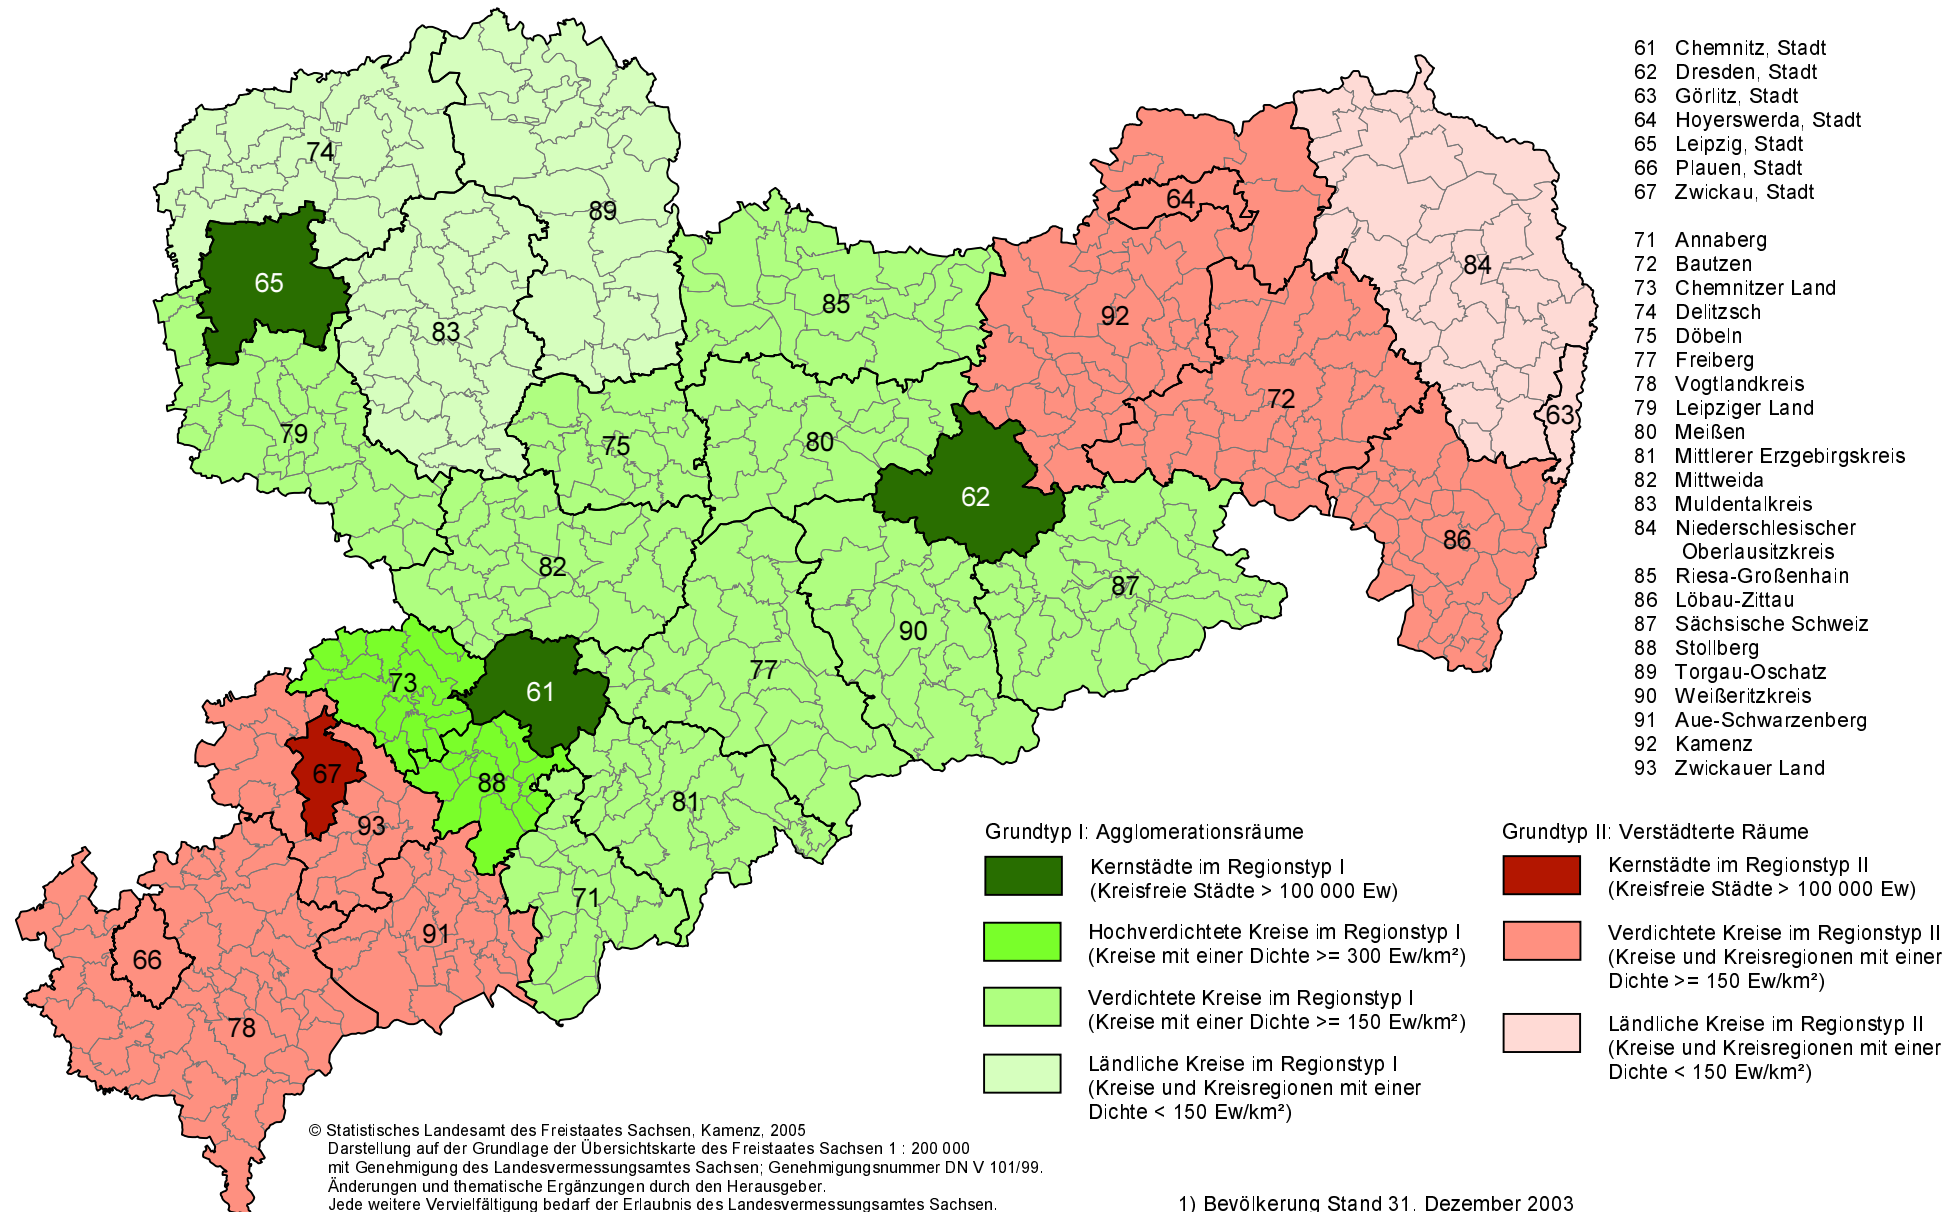 61 Chemnitz, Stadt
62 Dresden, Stadt
63 Görlitz, Stadt
64 Hoyerswerda, Stadt
65 Leipzig, Stadt
66 Plauen, Stadt
67 Zwickau, Stadt
71 Annaberg
72 Bautzen
73 Chemnitzer Land
74 Delitzsch
75 Döbeln
77 Freiberg
78 Vogtlandkreis
79 Leipziger Land
80 Meißen
81 Mittlerer Erzgebirgskreis
82 Mittweida
83 Muldentalkreis
84 Niederschlesischer
Oberlausitzkreis
85 Riesa-Großenhain
86 Löbau-Zittau
87 Sächsische Schweiz
88 Stollberg
89 Torgau-Oschatz
90 Weißeritzkreis
91 Aue-Schwarzenberg
92 Kamenz
93 Zwickauer Land
74
89
64
65
84
85
92
83
72
63
79
75
80
62
86
82
87
90
77
73
61
67
88
81
93
71
91
66
78
Grundtyp I: Agglomerationsräume
Kernstädte im Regionstyp I
(Kreisfreie Städte > 100 000 Ew)
Hochverdichtete Kreise im Regionstyp I
(Kreise mit einer Dichte >= 300 Ew/km²)
Verdichtete Kreise im Regionstyp I
(Kreise mit einer Dichte >= 150 Ew/km²)
Ländliche Kreise im Regionstyp I
(Kreise und Kreisregionen mit einer
Dichte < 150 Ew/km²)
Grundtyp II: Verstädterte Räume
Kernstädte im Regionstyp II
(Kreisfreie Städte > 100 000 Ew)
Verdichtete Kreise im Regionstyp II
(Kreise und Kreisregionen mit einer
Dichte >= 150 Ew/km²)
Ländliche Kreise im Regionstyp II
(Kreise und Kreisregionen mit einer
Dichte < 150 Ew/km²)
© Statistisches Landesamt des Freistaates Sachsen, Kamenz, 2005
Darstellung auf der Grundlage der Übersichtskarte des Freistaates Sachsen 1 : 200 000
mit Genehmigung des Landesvermessungsamtes Sachsen; Genehmigungsnummer DN V 101/99.
Änderungen und thematische Ergänzungen durch den Herausgeber.
Jede weitere Vervielfältigung bedarf der Erlaubnis des Landesvermessungsamtes Sachsen.
1) Bevölkerung Stand 31. Dezember 2003